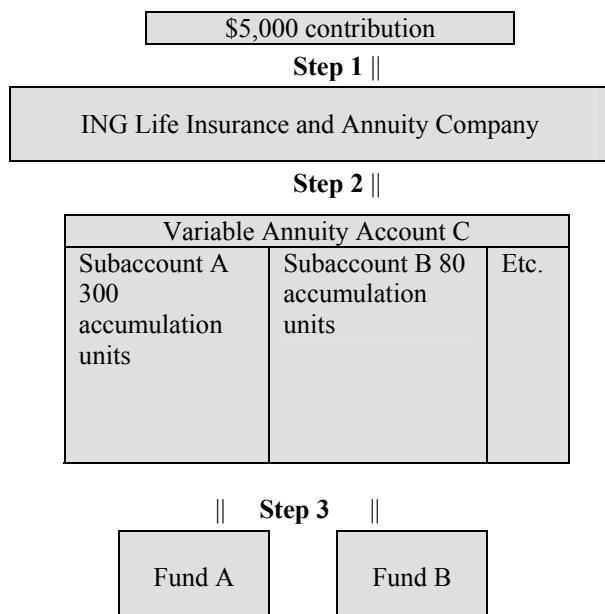 $5,000 contribution
Step 1 ||
ING Life Insurance and Annuity Company
Step 2 ||
Variable Annuity Account C
Subaccount A
300
accumulation
units
Subaccount B 80
accumulation
units
Etc.
|| Step 3 ||
Fund A
Fund B